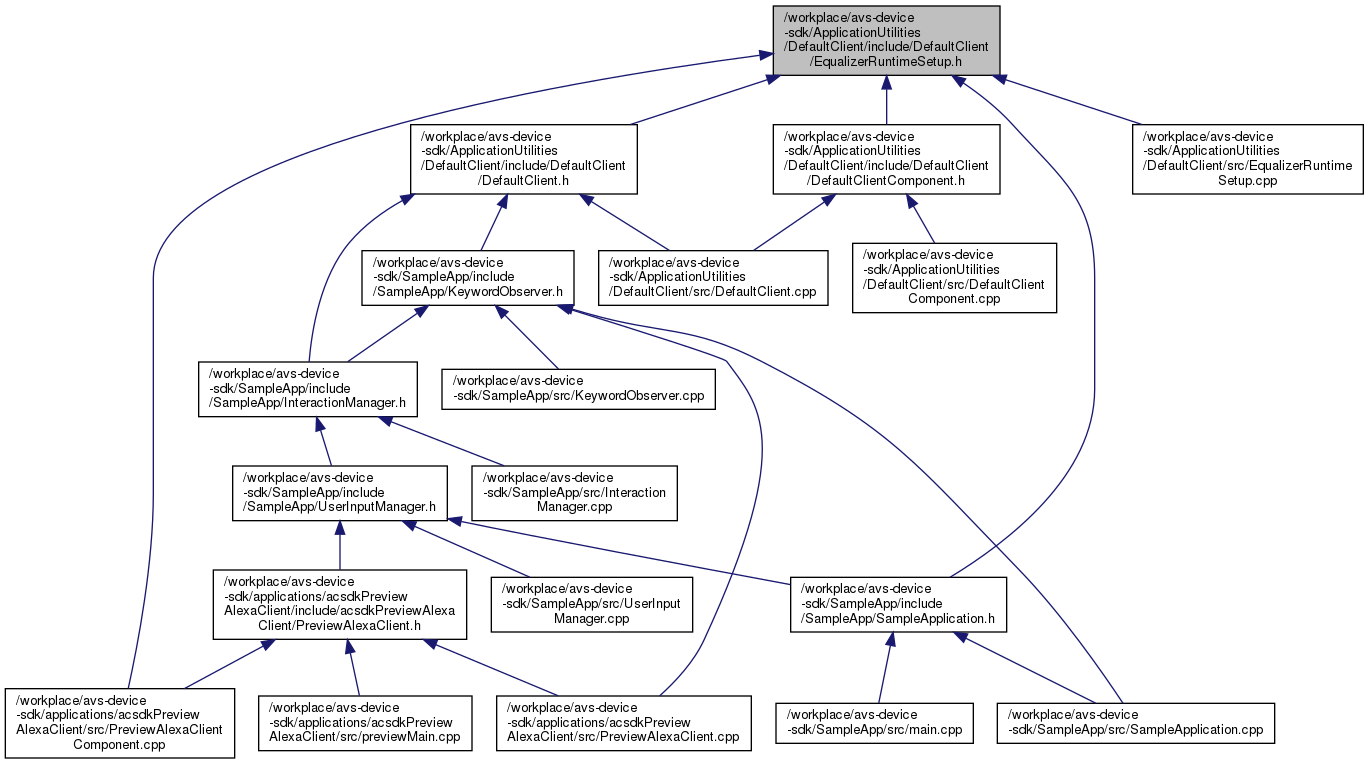 /workplace/avs-device
-sdk/ApplicationUtilities
/DefaultClient/include/DefaultClient
/EqualizerRuntimeSetup.h
/workplace/avs-device
-sdk/ApplicationUtilities
/DefaultClient/include/DefaultClient
/DefaultClient.h
/workplace/avs-device
-sdk/ApplicationUtilities
/DefaultClient/include/DefaultClient
/DefaultClientComponent.h
/workplace/avs-device
-sdk/ApplicationUtilities
/DefaultClient/src/EqualizerRuntime
Setup.cpp
/workplace/avs-device
-sdk/SampleApp/include
/SampleApp/KeywordObserver.h
/workplace/avs-device
-sdk/ApplicationUtilities
/DefaultClient/src/DefaultClient.cpp
/workplace/avs-device
-sdk/ApplicationUtilities
/DefaultClient/src/DefaultClient
Component.cpp
/workplace/avs-device
-sdk/SampleApp/include
/SampleApp/InteractionManager.h
/workplace/avs-device
-sdk/SampleApp/src/KeywordObserver.cpp
/workplace/avs-device
-sdk/SampleApp/include
/SampleApp/UserInputManager.h
/workplace/avs-device
-sdk/SampleApp/src/Interaction
Manager.cpp
/workplace/avs-device
-sdk/applications/acsdkPreview
AlexaClient/include/acsdkPreviewAlexa
Client/PreviewAlexaClient.h
/workplace/avs-device
-sdk/SampleApp/src/UserInput
Manager.cpp
/workplace/avs-device
-sdk/SampleApp/include
/SampleApp/SampleApplication.h
/workplace/avs-device
-sdk/applications/acsdkPreview
AlexaClient/src/PreviewAlexaClient
Component.cpp
/workplace/avs-device
-sdk/applications/acsdkPreview
AlexaClient/src/previewMain.cpp
/workplace/avs-device
-sdk/applications/acsdkPreview
AlexaClient/src/PreviewAlexaClient.cpp
/workplace/avs-device
-sdk/SampleApp/src/main.cpp
/workplace/avs-device
-sdk/SampleApp/src/SampleApplication.cpp